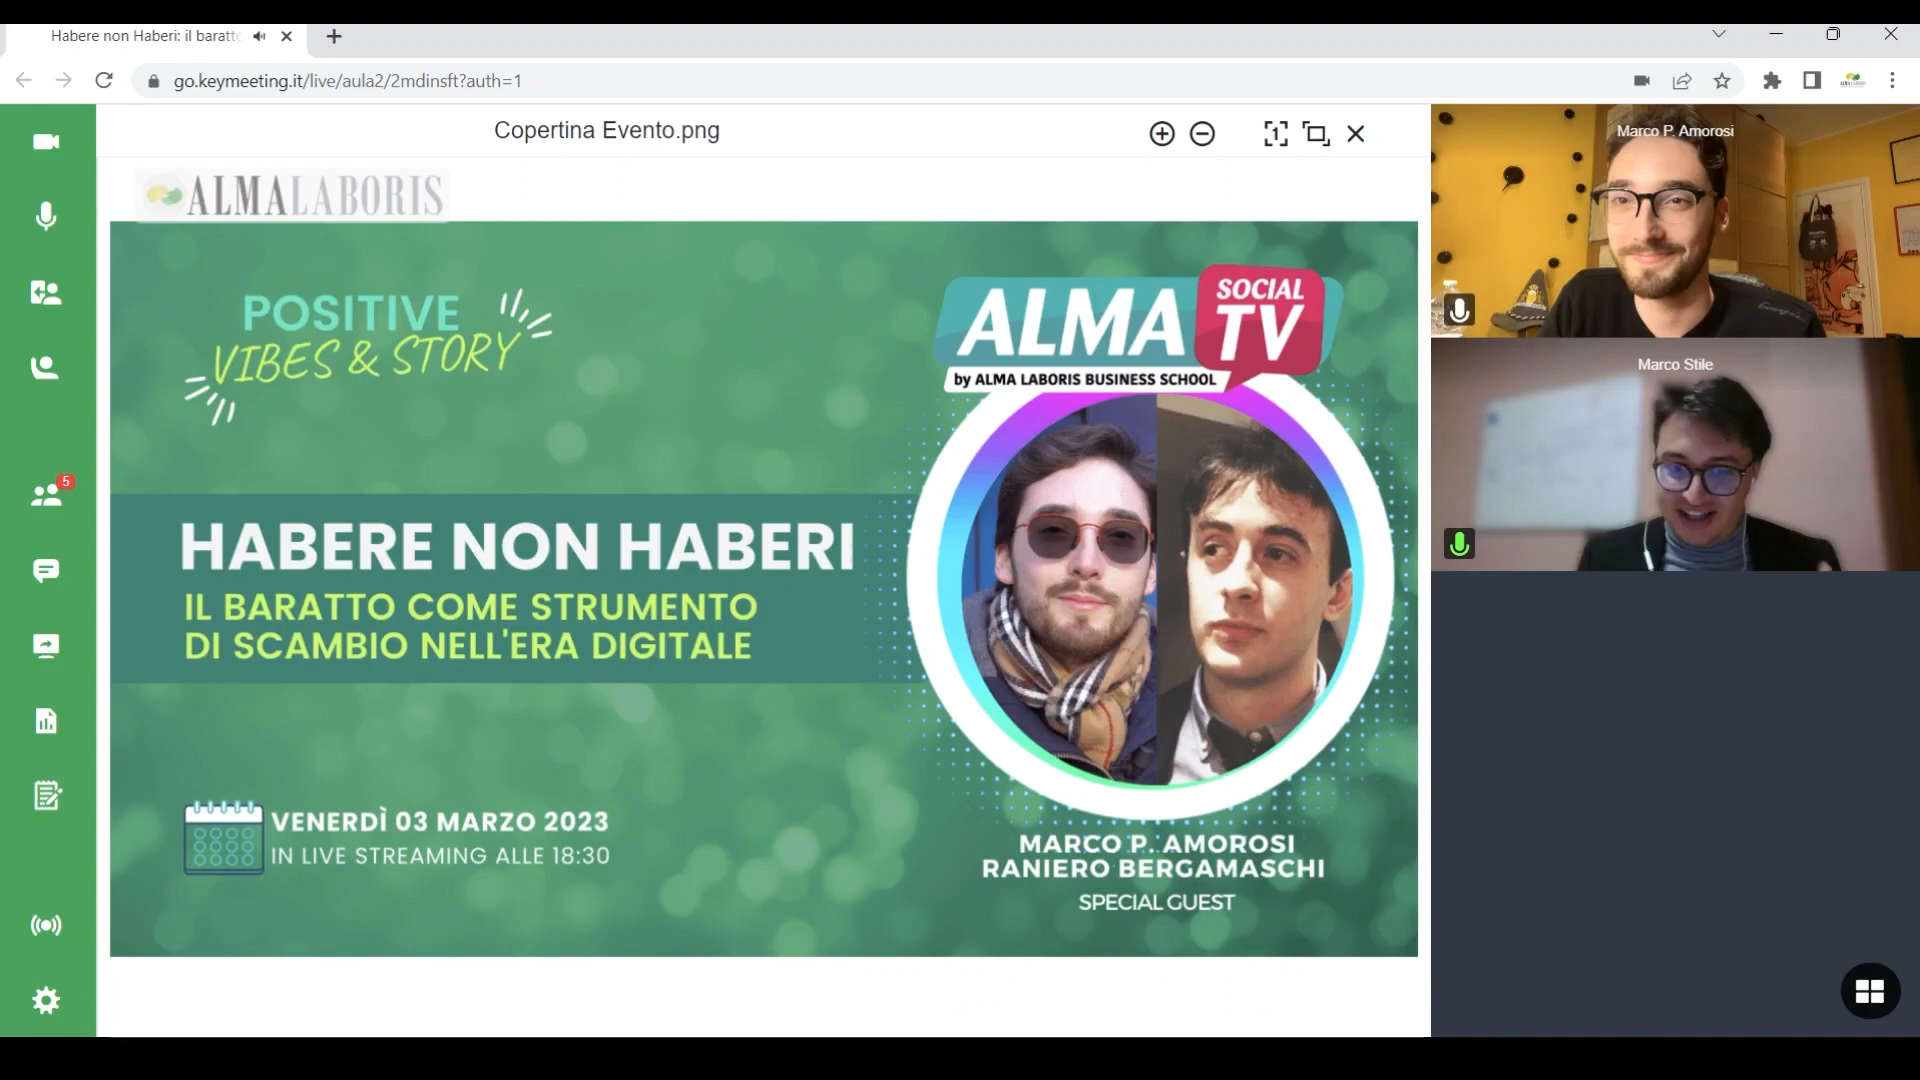 Habere non Haberi: il baratto
go.keymeeting.it/live/aula2/2mdinsft?auth=1
Copertina Evento.png
ALMALABORIS
POSITIVE
VIBES & STORY
ALMA
SOCIAL
TV
by ALMA LABORIS BUSINESS SCHOOL
HABERE NON HABERI
IL BARATTO COME STRUMENTO
DI SCAMBIO NELL'ERA DIGITALE
VENERDÌ 03 MARZO 2023
IN LIVE STREAMING ALLE 18:30
MARCO P. AMOROSI
RANIERO BERGAMASCHI
SPECIAL GUEST
Marco P. Amorosi
Marco Stile
5
1